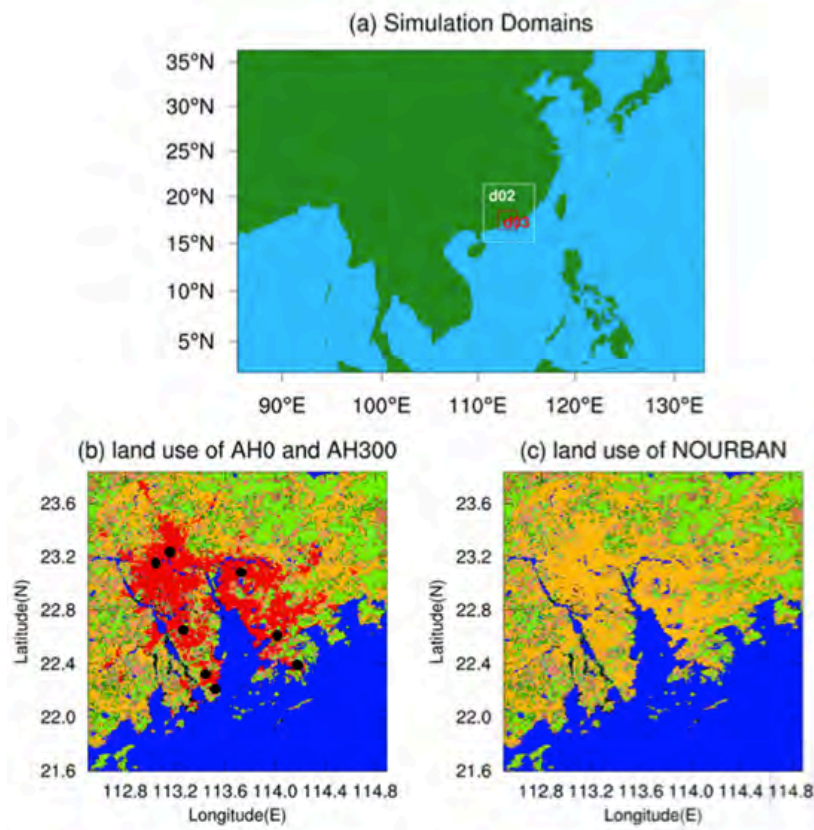 (a) Simulation Domains
35°N
30°N
25°N
20°N
15°N
10°N
5°N
d02
d03
90°E 100°E 110°E 120°E 130°E
(b) land use of AH0 and AH300
(c) land use of NOURBAN
Latitude(N)
23.6
23.2
22.8
22.4
22.0
21.6
112.8 113.2 113.6 114.0 114.4 114.8
Longitude(E)
Latitude(N)
23.6
23.2
22.8
22.4
22.0
21.6
112.8 113.2 113.6 114.0 114.4 114.8
Longitude(E)